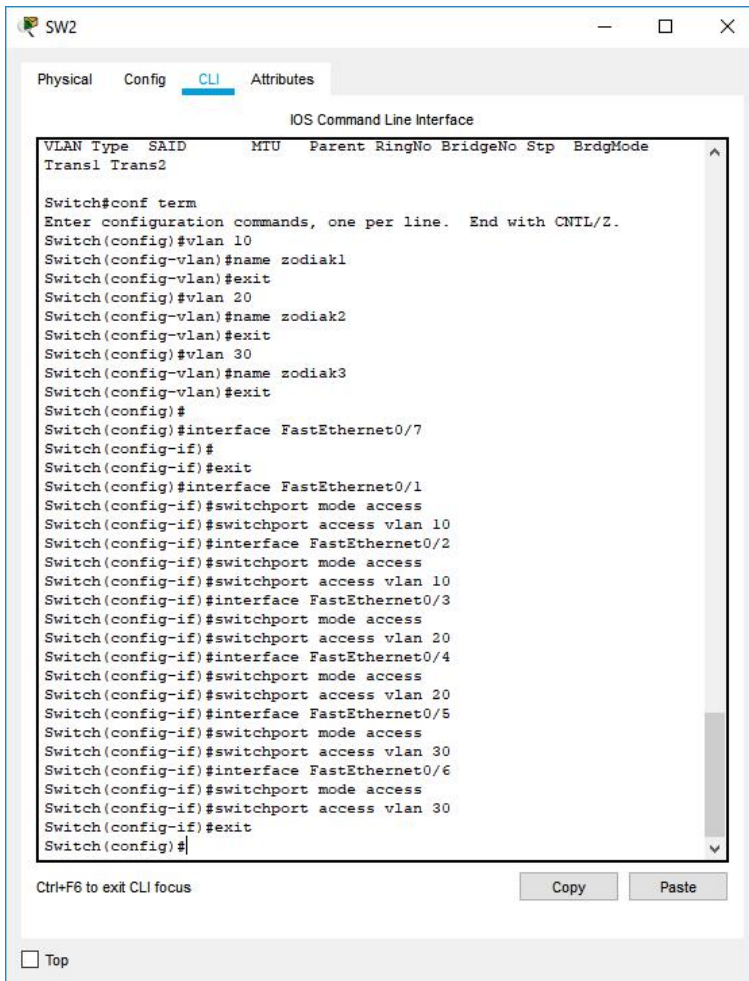 SW2
Physical Config CLI Attributes
IOS Command Line Interface
VLAN Type SAID MTU Parent RingNo BridgeNo Stp BrdgMode
Trans1 Trans2
Switch#conf term
Enter configuration commands, one per line. End with CNTL/Z.
Switch(config)#vlan 10
Switch(config-vlan)#name zodiak1
Switch(config-vlan)#exit
Switch(config)#vlan 20
Switch(config-vlan)#name zodiak2
Switch(config-vlan)#exit
Switch(config)#vlan 30
Switch(config-vlan)#name zodiak3
Switch(config-vlan)#exit
Switch(config)#
Switch(config)#interface FastEthernet0/7
Switch(config-if)#
Switch(config-if)#exit
Switch(config)#interface FastEthernet0/1
Switch(config-if)#switchport mode access
Switch(config-if)#switchport access vlan 10
Switch(config-if)#interface FastEthernet0/2
Switch(config-if)#switchport mode access
Switch(config-if)#switchport access vlan 10
Switch(config-if)#interface FastEthernet0/3
Switch(config-if)#switchport mode access
Switch(config-if)#switchport access vlan 20
Switch(config-if)#interface FastEthernet0/4
Switch(config-if)#switchport mode access
Switch(config-if)#switchport access vlan 20
Switch(config-if)#interface FastEthernet0/5
Switch(config-if)#switchport mode access
Switch(config-if)#switchport access vlan 30
Switch(config-if)#interface FastEthernet0/6
Switch(config-if)#switchport mode access
Switch(config-if)#switchport access vlan 30
Switch(config-if)#exit
Switch(config)#
Ctrl+F6 to exit CLI focus Copy Paste
Top